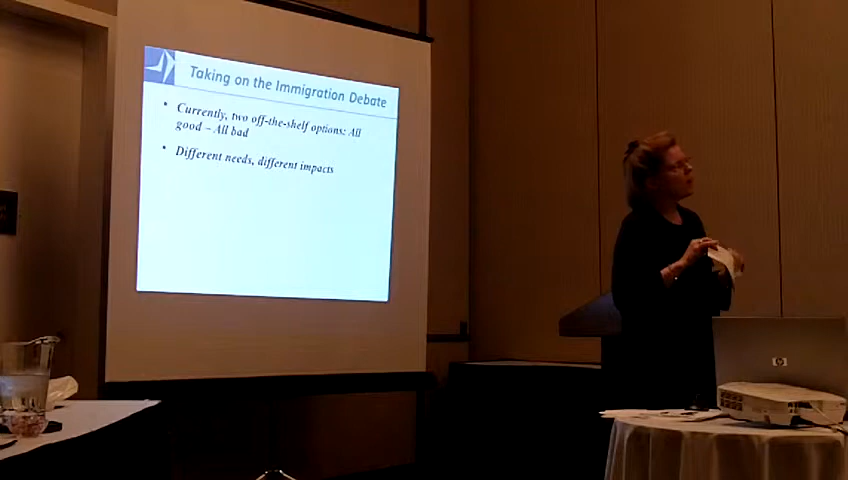 Taking on the Immigration Debate
• Currently, two off-the-shelf options: All
good – All bad
• Different needs, different impacts
hp